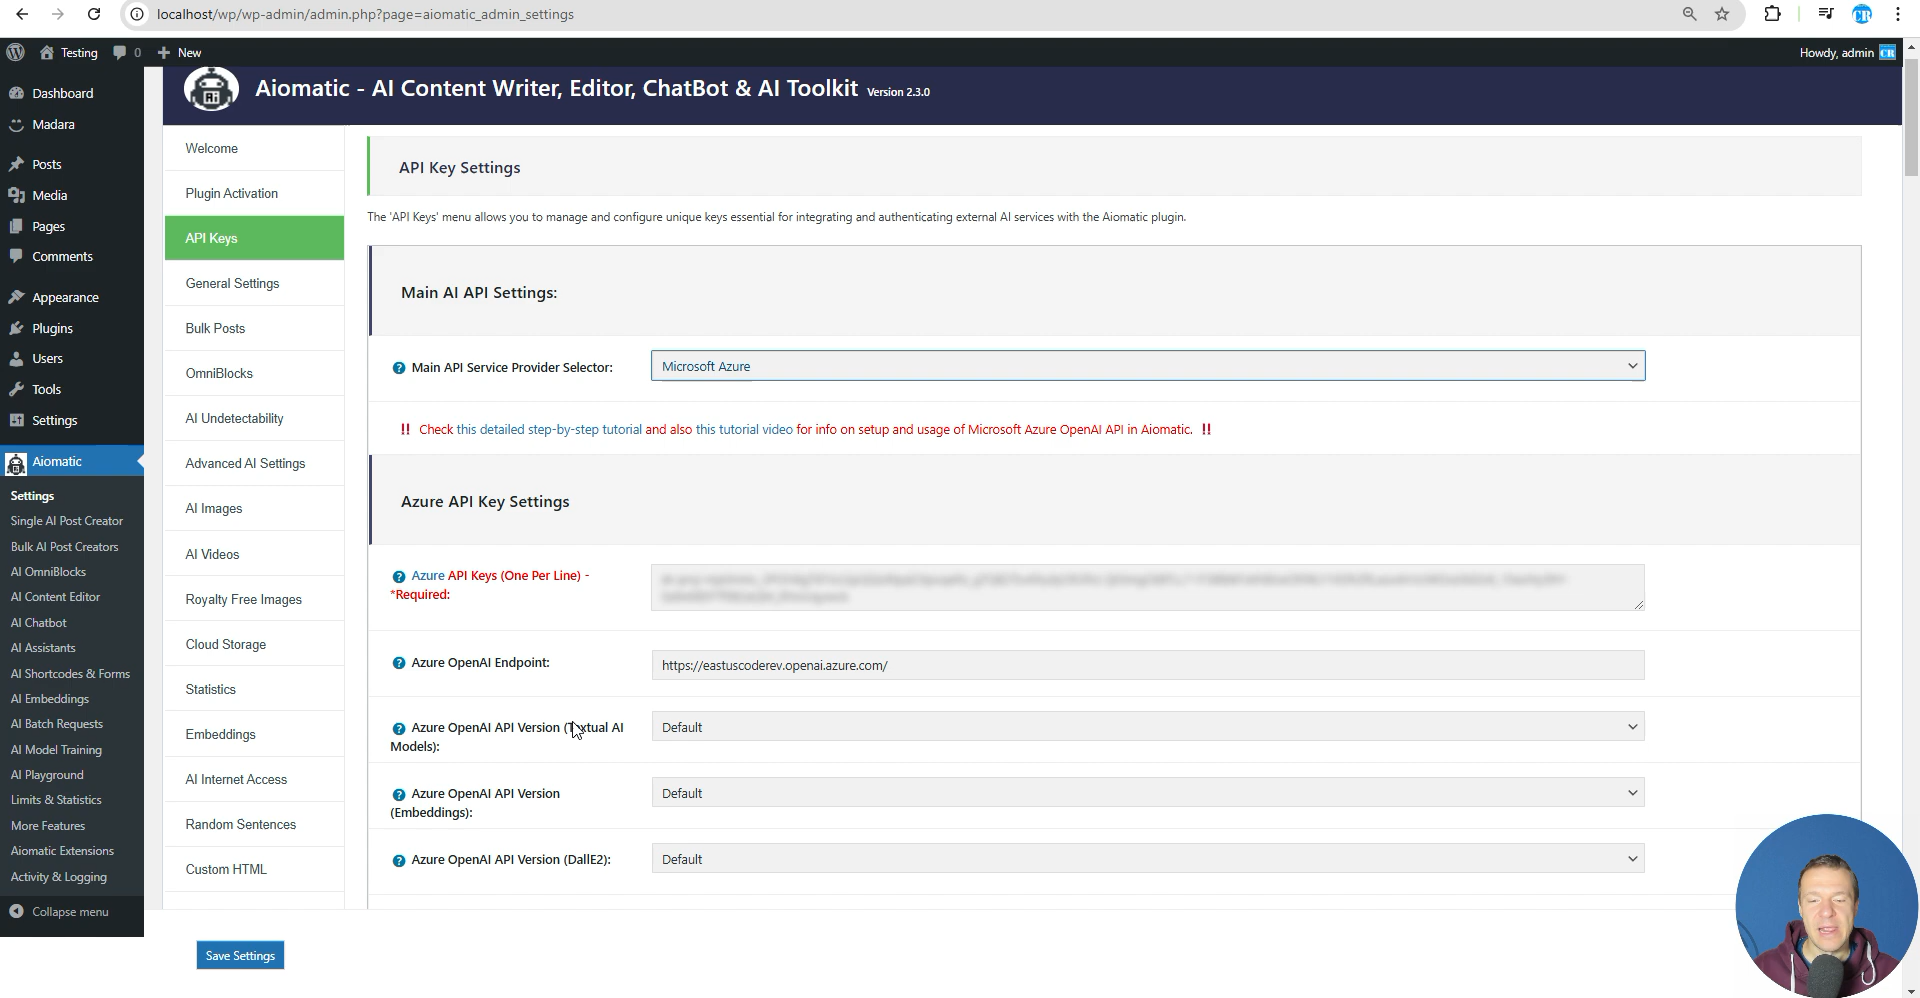 localhost/wp/wp-admin/admin.php?page=aiomatic_admin_settings
Testing
0
New
Howdy, admin
CR
Aiomatic - AI Content Writer, Editor, ChatBot & AI Toolkit Version 2.3.0
Dashboard
Madara
Posts
Media
Pages
Comments
Appearance
Plugins
Users
Tools
Settings
Aiomatic
Settings
Single AI Post Creator
Bulk AI Post Creators
AI OmniBlocks
AI Content Editor
AI Chatbot
AI Assistants
AI Shortcodes & Forms
AI Embeddings
AI Batch Requests
AI Model Training
AI Playground
Limits & Statistics
More Features
Aiomatic Extensions
Activity & Logging
Collapse menu
Welcome
Plugin Activation
API Keys
General Settings
Bulk Posts
OmniBlocks
AI Undetectability
Advanced AI Settings
AI Images
AI Videos
Royalty Free Images
Cloud Storage
Statistics
Embeddings
AI Internet Access
Random Sentences
Custom HTML
API Key Settings
The 'API Keys' menu allows you to manage and configure unique keys essential for integrating and authenticating external AI services with the Aiomatic plugin.
Main AI API Settings:
Main API Service Provider Selector:
Microsoft Azure
!! Check this detailed step-by-step tutorial and also this tutorial video for info on setup and usage of Microsoft Azure OpenAI API in Aiomatic. !!
Azure API Key Settings
Azure API Keys (One Per Line) -
*Required:
Azure OpenAI Endpoint:
https://eastuscoderev.openai.azure.com/
Azure OpenAI API Version (Textual AI
Models):
Default
Azure OpenAI API Version
(Embeddings):
Default
Azure OpenAI API Version (DallE2):
Default
Save Settings